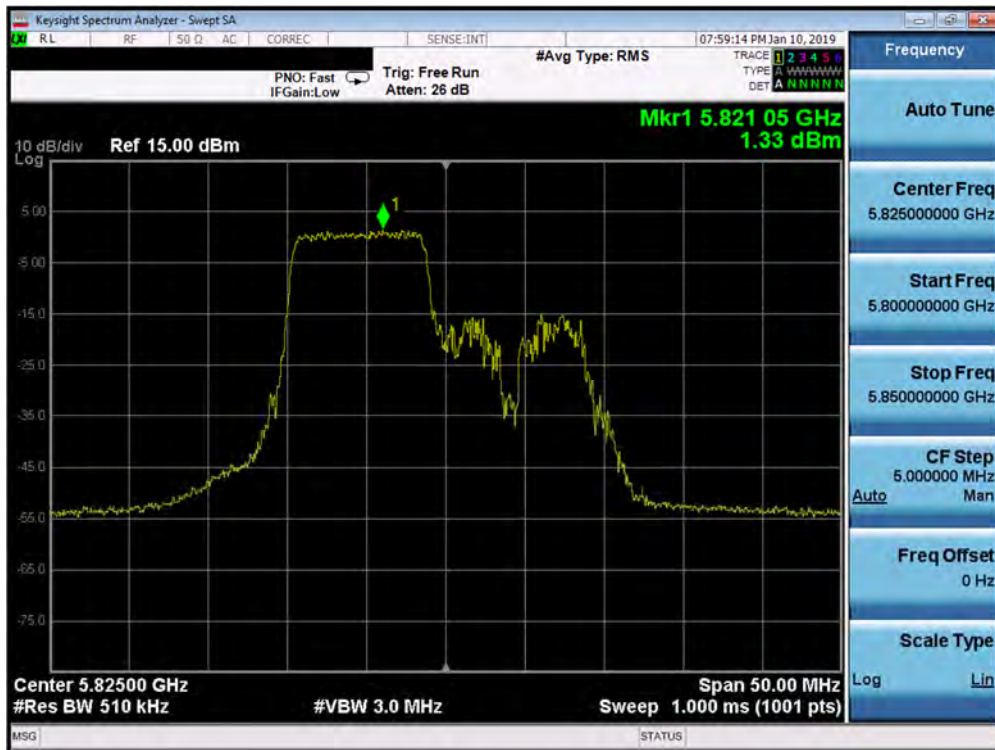 Keysight Spectrum Analyzer - Swept SA
LXI RL RF 50 Ω AC CORREC SENSE:INT 07:59:14 PM Jan 10, 2019
#Avg Type: RMS TRACE 1 2 3 4 5 6
PNO: Fast Trig: Free Run TYPE A WWWWW
IFGain:Low Atten: 26 dB DET A N N N N N
Mkr1 5.821 05 GHz
1.33 dBm
10 dB/div Ref 15.00 dBm
Log
1
5.00
-5.00
-15.0
-25.0
-35.0
-45.0
-55.0
-65.0
-75.0
Center 5.82500 GHz Span 50.00 MHz
#Res BW 510 kHz #VBW 3.0 MHz Sweep 1.000 ms (1001 pts)
MSG STATUS
Frequency
Auto Tune
Center Freq
5.825000000 GHz
Start Freq
5.800000000 GHz
Stop Freq
5.850000000 GHz
CF Step
5.000000 MHz
Auto Man
Freq Offset
0 Hz
Scale Type
Log Lin